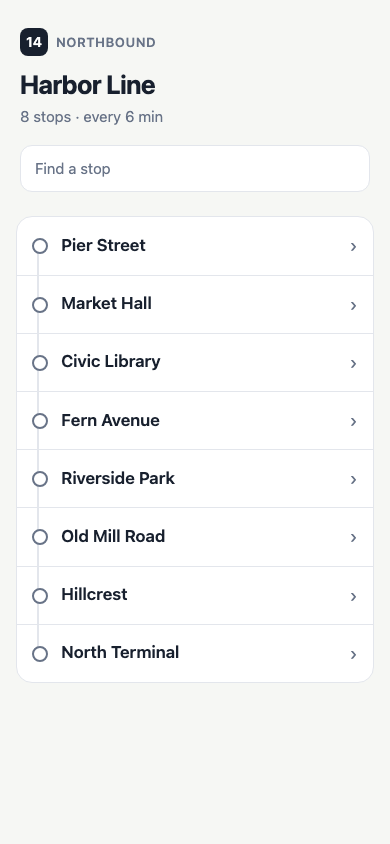 14 NORTHBOUND
Harbor Line
8 stops · every 6 min
Find a stop
Pier Street ›
Market Hall ›
Civic Library ›
Fern Avenue ›
Riverside Park ›
Old Mill Road ›
Hillcrest ›
North Terminal ›